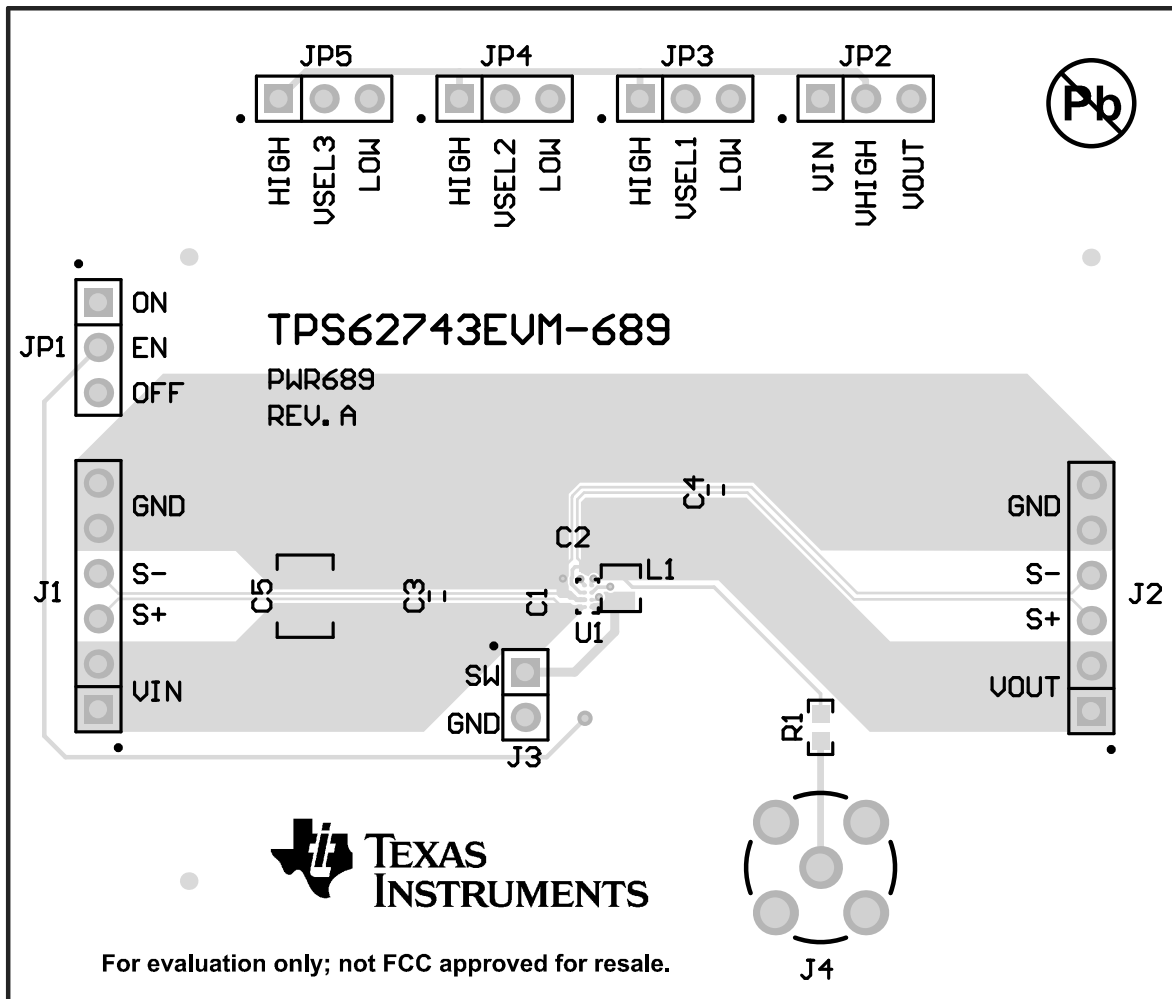 JP5 JP4 JP3 JP2
Pb
HIGH VSEL3 LOW HIGH VSEL2 LOW HIGH VSEL1 LOW VIN VHIGH VOUT
ON
JP1 EN
OFF
TPS62743EVM-689
PWR689
REV. A
GND
C4
GND
C2
J1 S- S+
C5
C3
C1
L1
U1
S- S+ J2
SW
VIN
VOUT
GND
J3
R1
TEXAS
INSTRUMENTS
For evaluation only; not FCC approved for resale.
J4